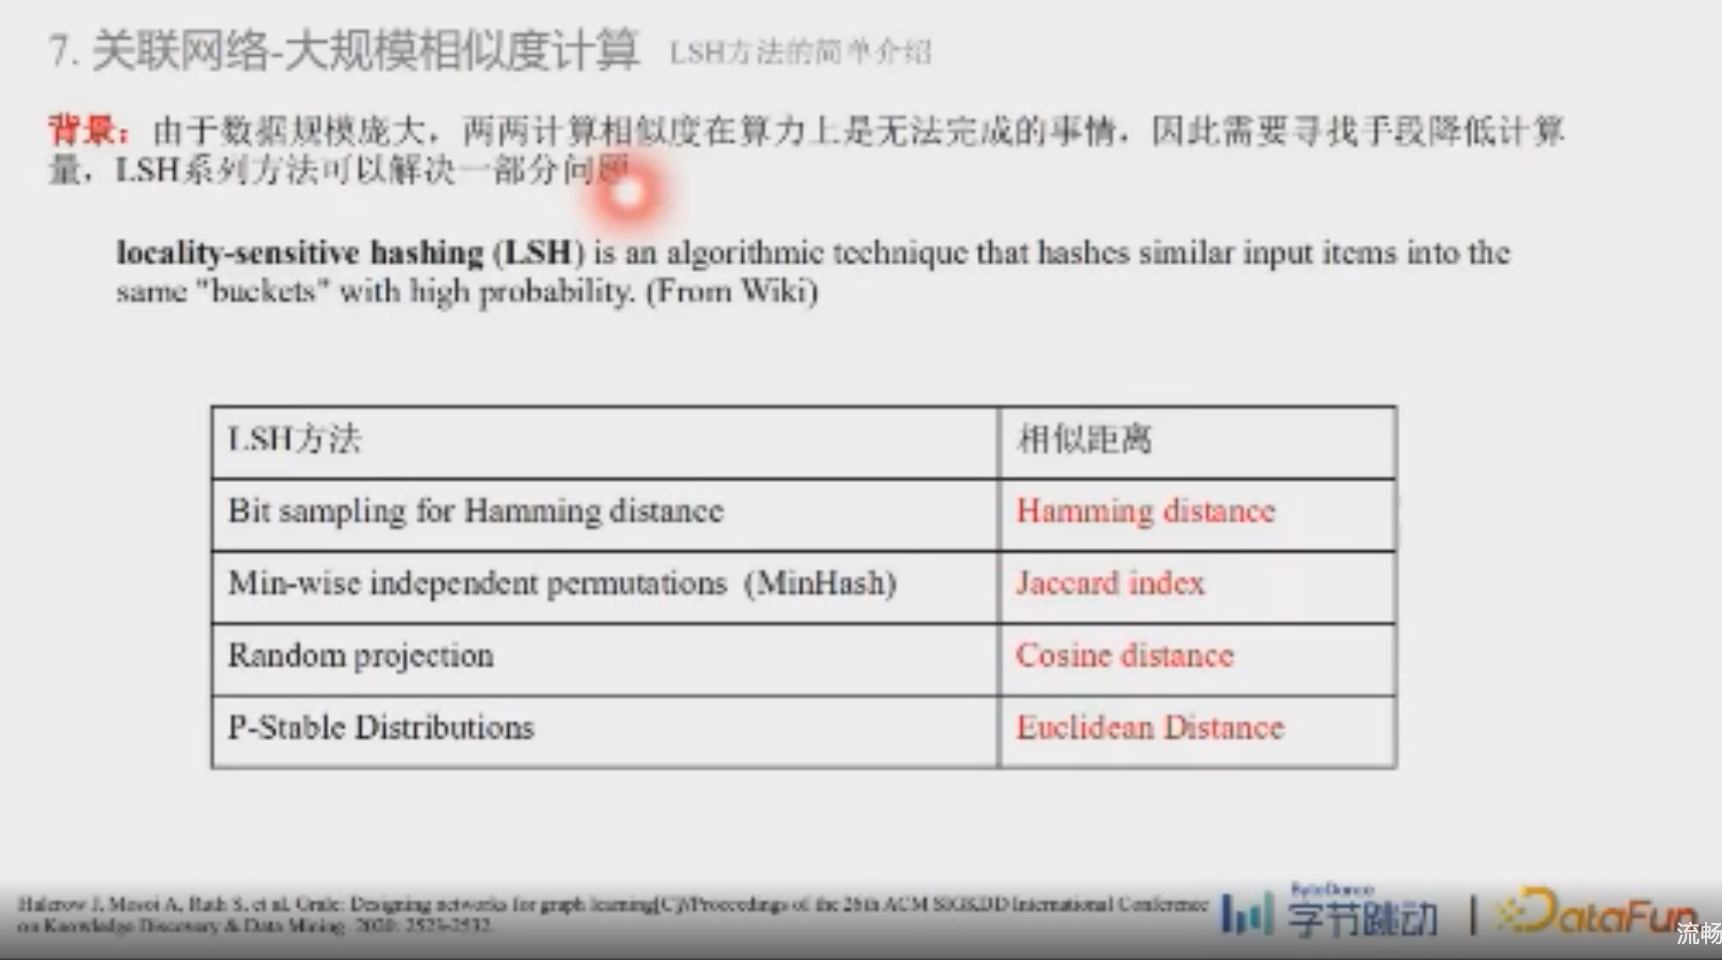 7. 关联网络-大规模相似度计算 LSH方法的简单介绍
背景：由于数据规模庞大，两两计算相似度在算力上是无法完成的事情，因此需要寻找手段降低计算
量，LSH系列方法可以解决一部分问题
locality-sensitive hashing (LSH) is an algorithmic technique that hashes similar input items into the
same "buckets" with high probability. (From Wiki)
LSH方法 相似距离
Bit sampling for Hamming distance Hamming distance
Min-wise independent permutations (MinHash) Jaccard index
Random projection Cosine distance
P-Stable Distributions Euclidean Distance
Halcrow J, Mosoi A, Ruth S, et al. Grale: Designing networks for graph learning[C]//Proceedings of the 26th ACM SIGKDD International Conference
on Knowledge Discovery & Data Mining. 2020: 2523-2532.
ByteDance
字节跳动 | DataFun
流畅